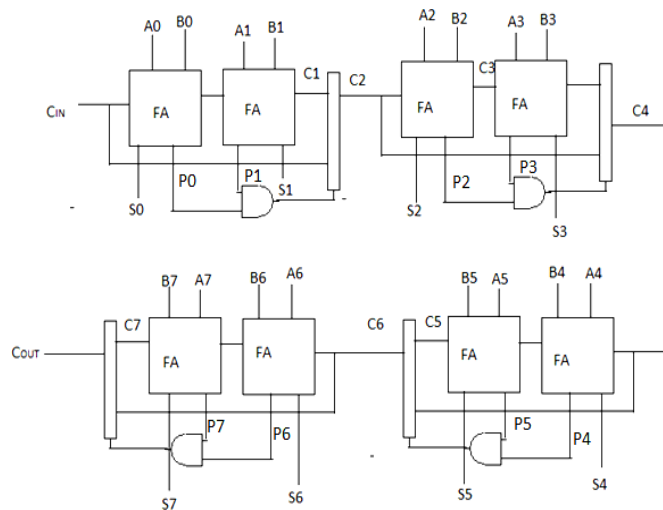 A0 B0 A1 B1 A2 B2 A3 B3
C1 C2 C3 C4
CIN FA FA FA FA
P0 P1 S1 P2 P3
S0 S2 S3
B7 A7 B6 A6 B5 A5 B4 A4
C7 C6 C5
COUT FA FA FA FA
P7 P6 P5 P4
S7 S6 S5 S4